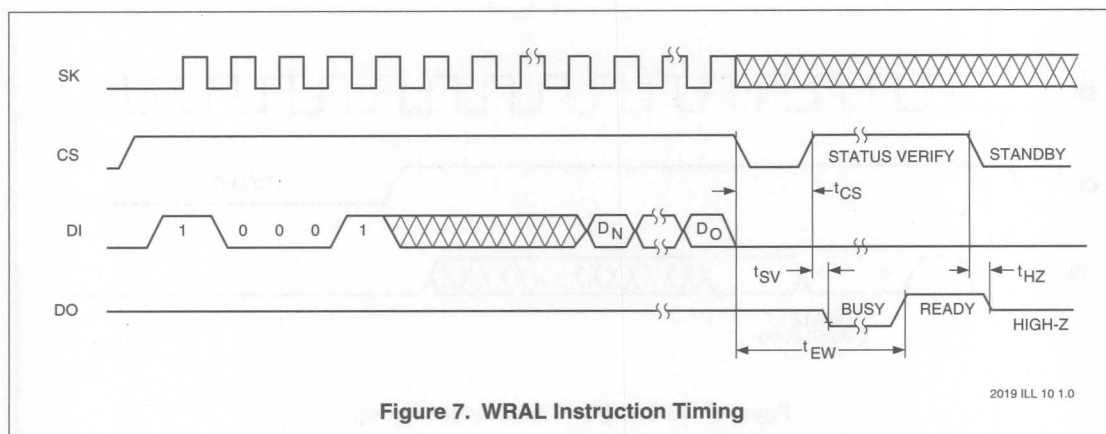 SK
CS
STATUS VERIFY
STANDBY
tCS
DI
1
0
0
0
1
DN
DO
tSV
tHZ
DO
BUSY
READY
HIGH-Z
tEW
2019 ILL 10 1.0
Figure 7. WRAL Instruction Timing